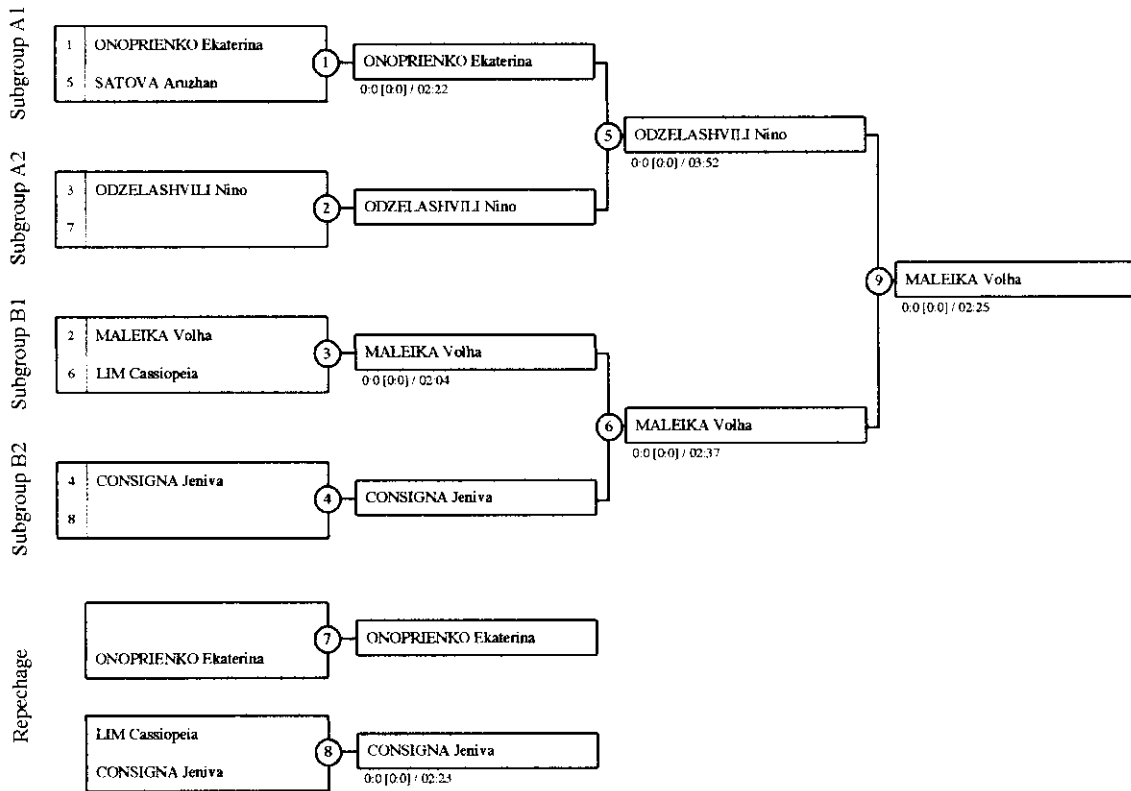 Subgroup A1
1 ONOPRIENKO Ekaterina
5 SATOVA Aruzhan
1
ONOPRIENKO Ekaterina
0:0 [0:0] / 02:22
5
ODZELASHVILI Nino
0:0 [0:0] / 03:52
Subgroup A2
3 ODZELASHVILI Nino
7
2
ODZELASHVILI Nino
9
MALEIKA Volha
0:0 [0:0] / 02:25
Subgroup B1
2 MALEIKA Volha
6 LIM Cassiopeia
3
MALEIKA Volha
0:0 [0:0] / 02:04
6
MALEIKA Volha
0:0 [0:0] / 02:37
Subgroup B2
4 CONSIGNA Jeniva
8
4
CONSIGNA Jeniva
Repechage
ONOPRIENKO Ekaterina
7
ONOPRIENKO Ekaterina
LIM Cassiopeia
CONSIGNA Jeniva
8
CONSIGNA Jeniva
0:0 [0:0] / 02:23